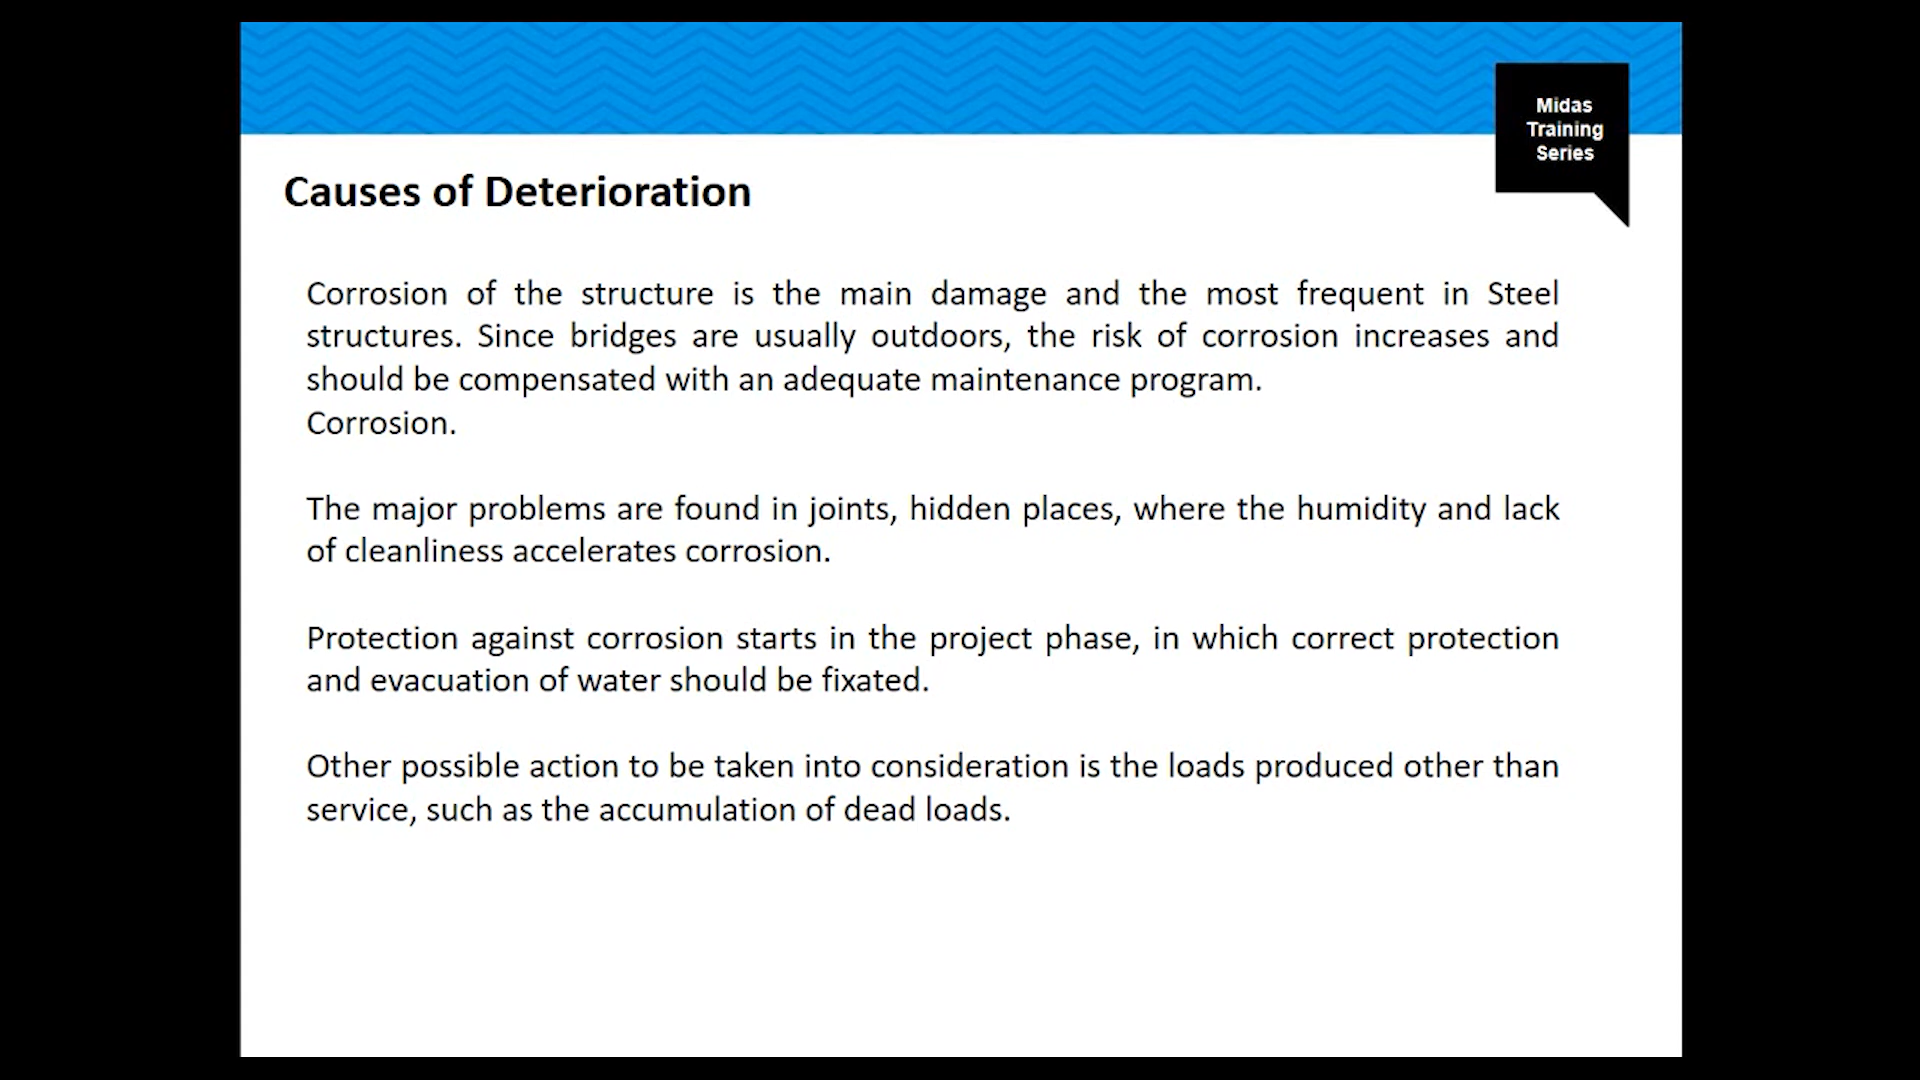 Midas
Training
Series
Causes of Deterioration
Corrosion of the structure is the main damage and the most frequent in Steel
structures. Since bridges are usually outdoors, the risk of corrosion increases and
should be compensated with an adequate maintenance program.
Corrosion.
The major problems are found in joints, hidden places, where the humidity and lack
of cleanliness accelerates corrosion.
Protection against corrosion starts in the project phase, in which correct protection
and evacuation of water should be fixated.
Other possible action to be taken into consideration is the loads produced other than
service, such as the accumulation of dead loads.